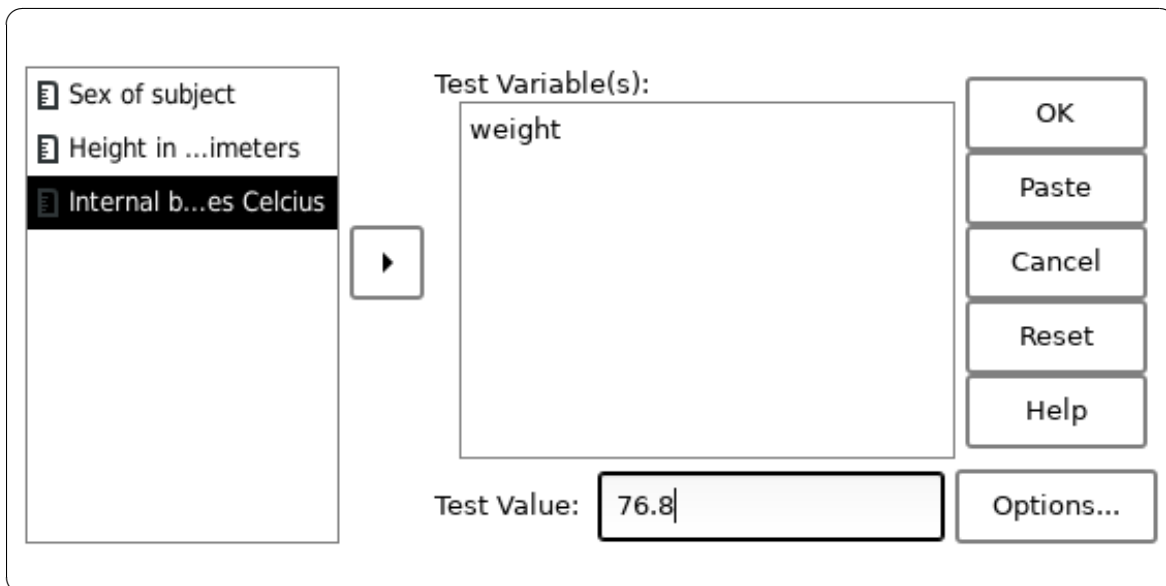 Sex of subject
Height in ...imeters
Internal b...es Celcius
Test Variable(s):
weight
OK
Paste
Cancel
Reset
Help
Test Value: 76.8
Options...